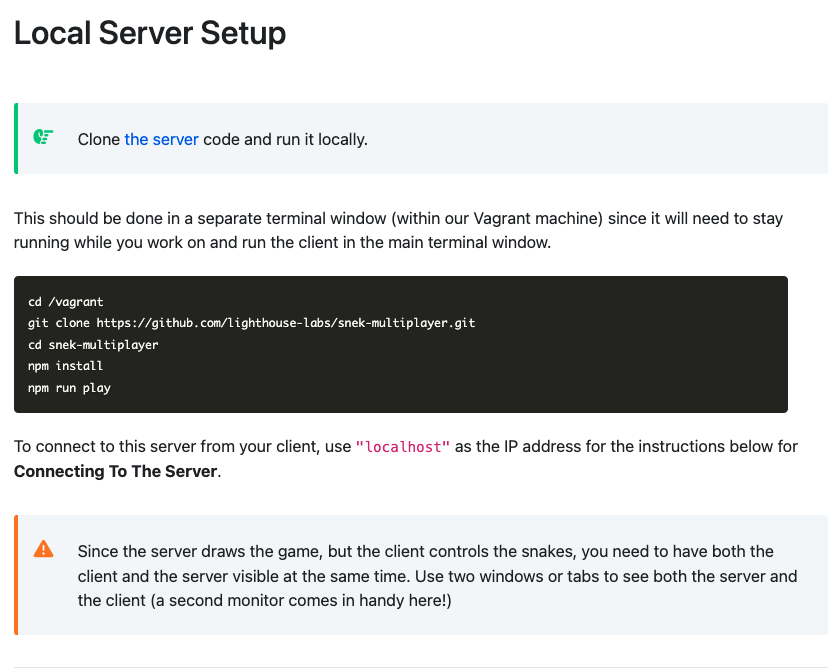 Local Server Setup
Clone the server code and run it locally.
This should be done in a separate terminal window (within our Vagrant machine) since it will need to stay
running while you work on and run the client in the main terminal window.
cd /vagrant
git clone https://github.com/lighthouse-labs/snek-multiplayer.git
cd snek-multiplayer
npm install
npm run play
To connect to this server from your client, use "localhost" as the IP address for the instructions below for
Connecting To The Server.
Since the server draws the game, but the client controls the snakes, you need to have both the
client and the server visible at the same time. Use two windows or tabs to see both the server and
the client (a second monitor comes in handy here!)